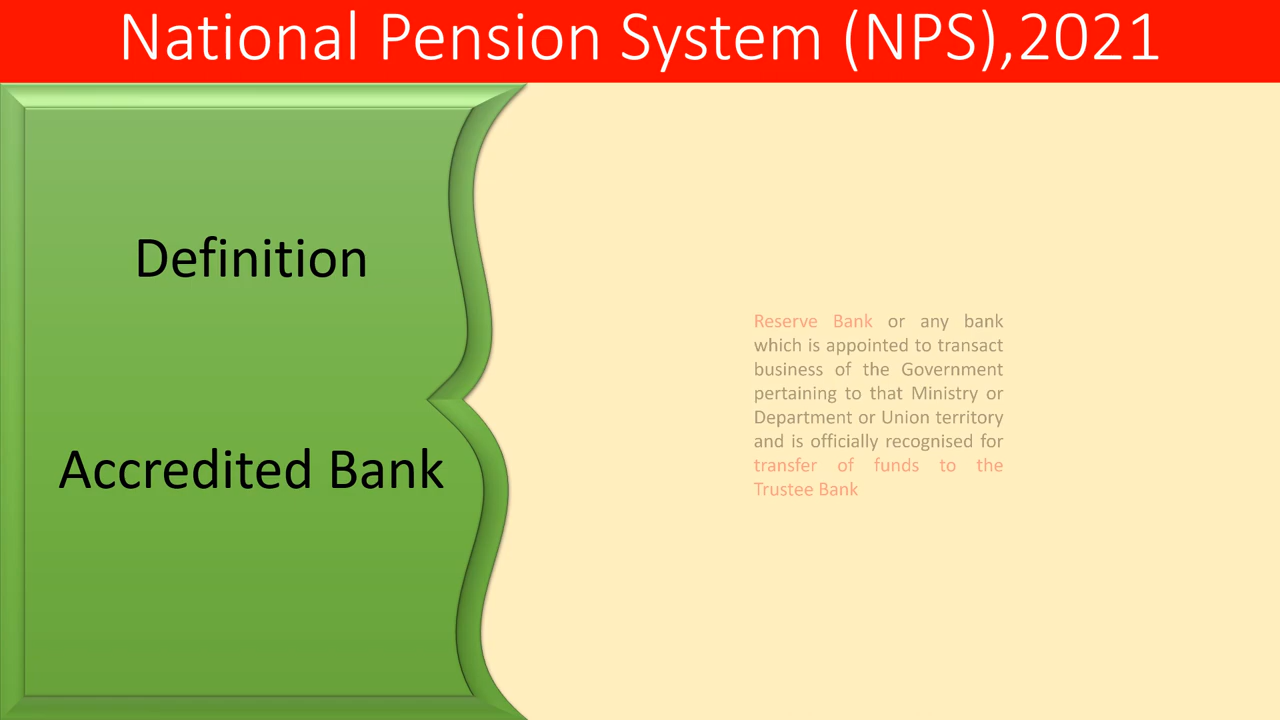 National Pension System (NPS),2021
Definition
Accredited Bank
Reserve Bank or any bank
which is appointed to transact
business of the Government
pertaining to that Ministry or
Department or Union territory
and is officially recognised for
transfer of funds to the
Trustee Bank